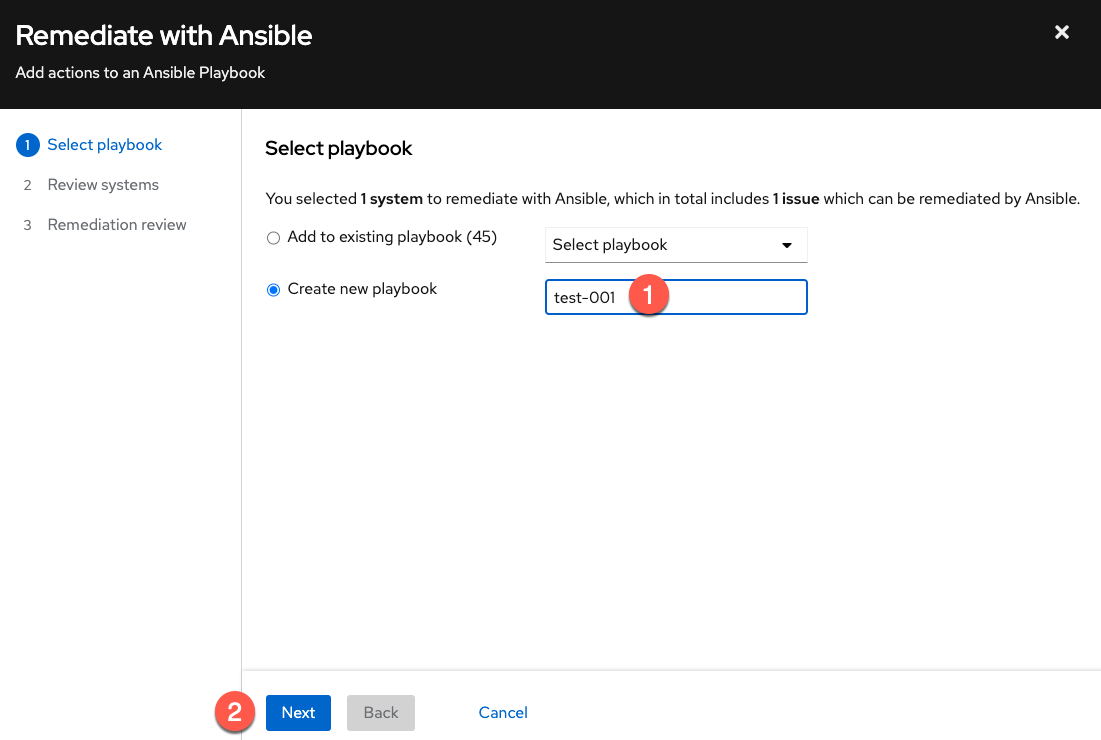 Remediate with Ansible
Add actions to an Ansible Playbook
1 Select playbook
2 Review systems
3 Remediation review
Select playbook
You selected 1 system to remediate with Ansible, which in total includes 1 issue which can be remediated by Ansible.
Add to existing playbook (45)
Select playbook
Create new playbook
test-001
1
2
Next
Back
Cancel